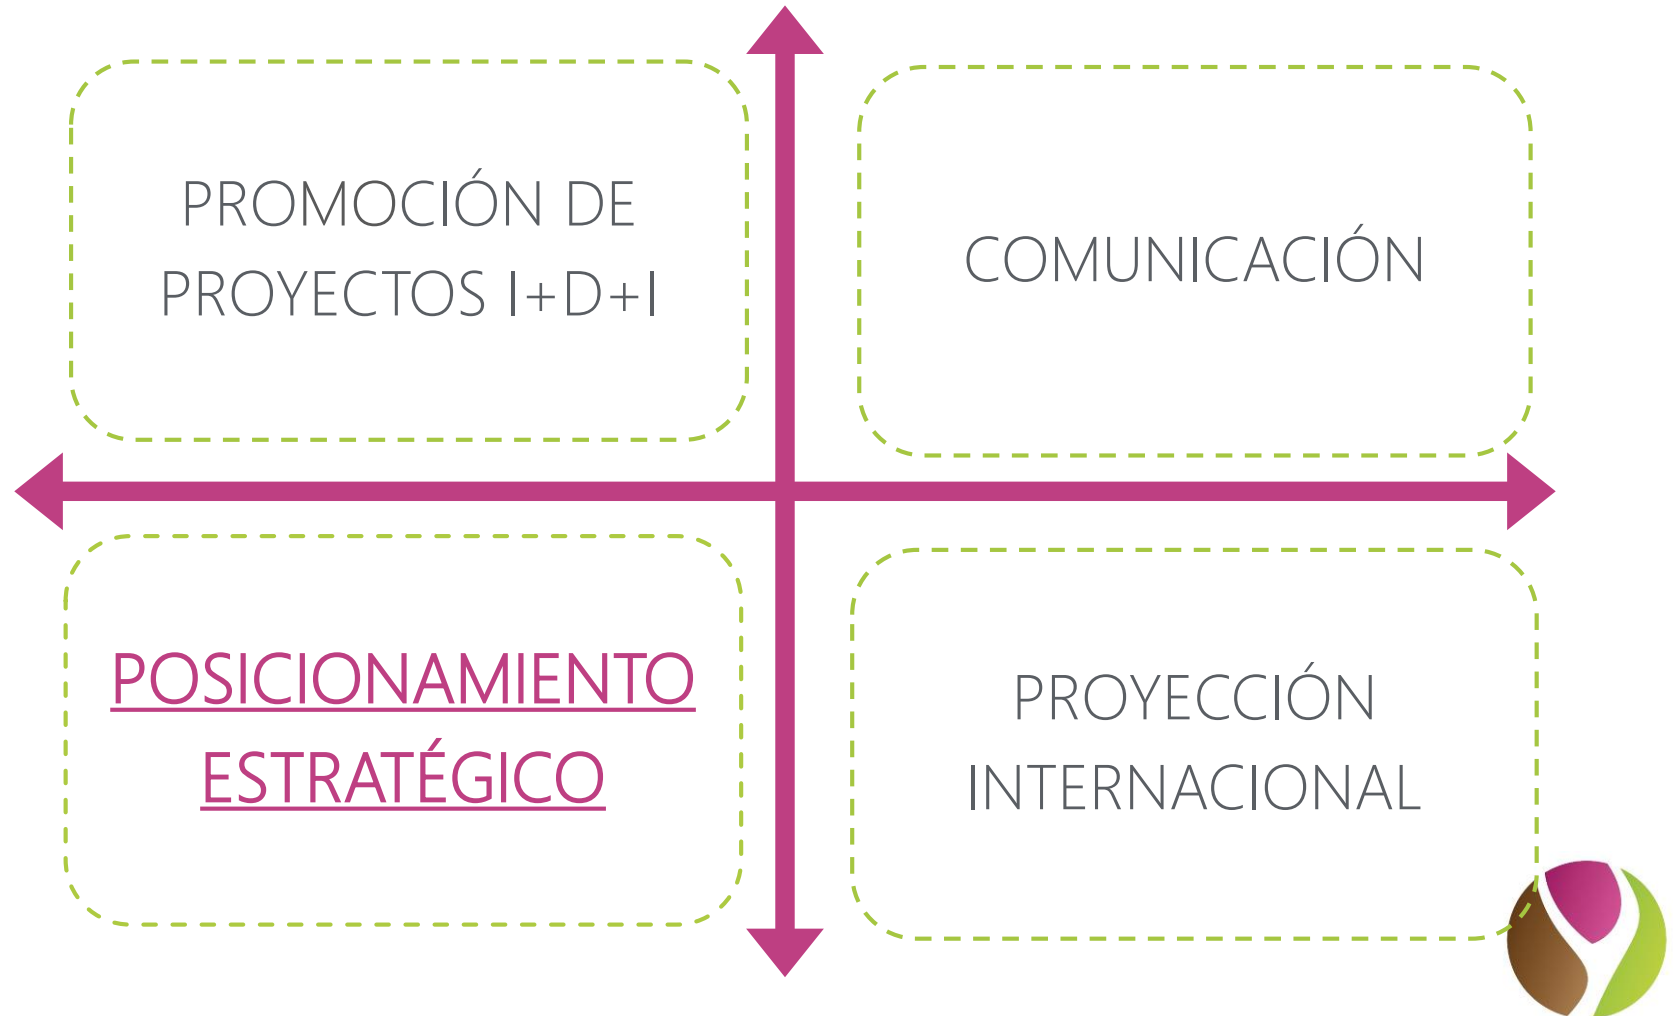 PROMOCIÓN DE
PROYECTOS I+D+I
COMUNICACIÓN
POSICIONAMIENTO
ESTRATÉGICO
PROYECCIÓN
INTERNACIONAL